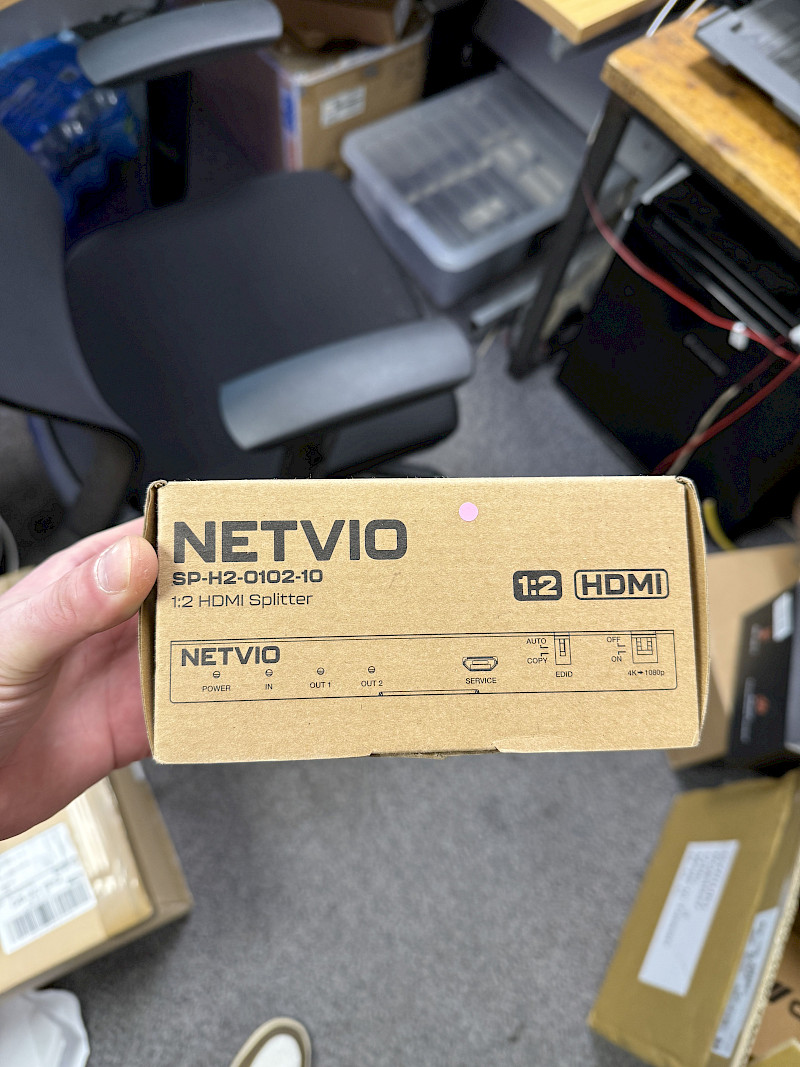 NETVIO
SP-H2-0102-10
1:2 HDMI Splitter
1:2 HDMI
NETVIO
POWER
IN
OUT 1
OUT 2
SERVICE
AUTO
COPY
EDID
OFF
ON
4K➡1080p